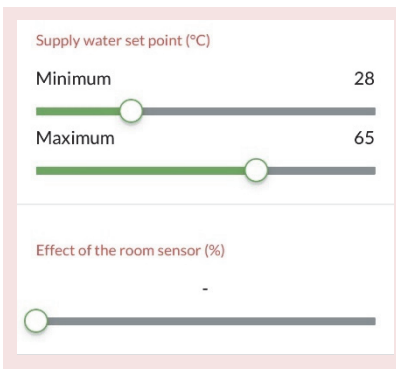 Supply water set point (°C)
Minimum 28
Maximum 65
Effect of the room sensor (%)
-